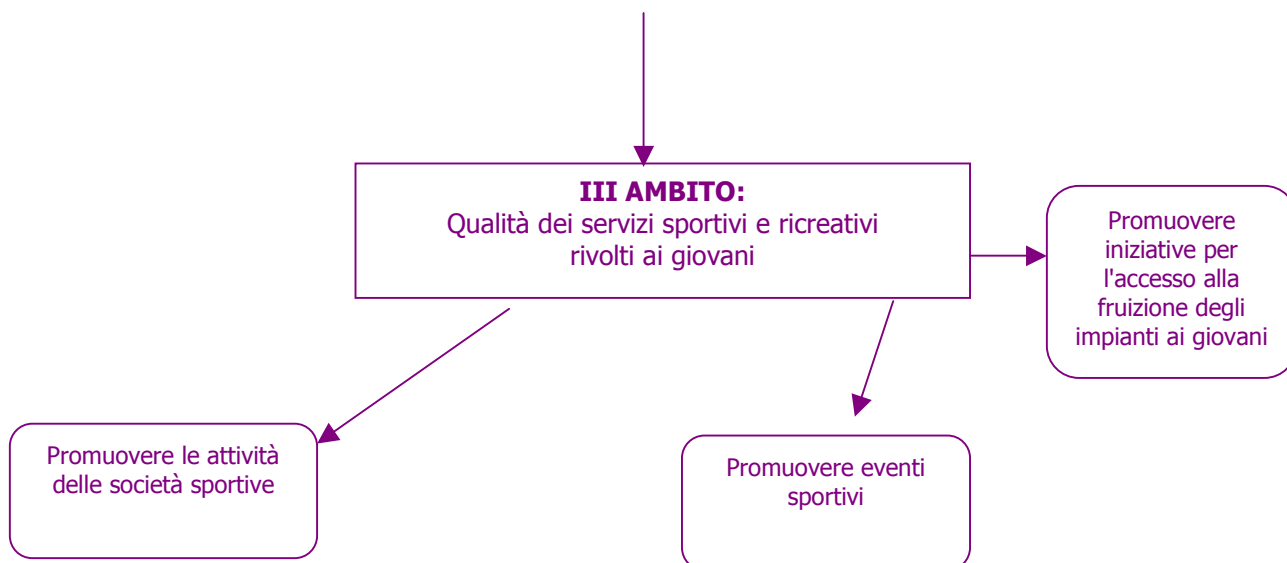 III AMBITO:
Qualità dei servizi sportivi e ricreativi
rivolti ai giovani
Promuovere
iniziative per
l'accesso alla
fruizione degli
impianti ai giovani
Promuovere le attività
delle società sportive
Promuovere eventi
sportivi